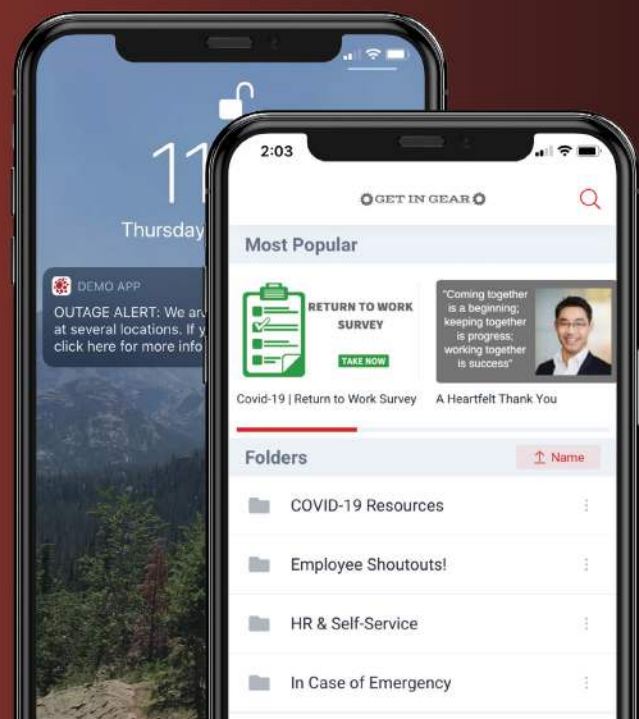 11
Thursday
DEMO APP
OUTAGE ALERT: We
at several locations. If
click here for more info
2:03
GET IN GEAR
Most Popular
RETURN TO WORK
SURVEY
TAKE NOW
"Coming together
is a beginning;
keeping together
is progress;
working together
is success"
Covid-19 | Return to Work Survey
A Heartfelt Thank You
Folders
Name
COVID-19 Resources
Employee Shoutouts!
HR & Self-Service
In Case of Emergency